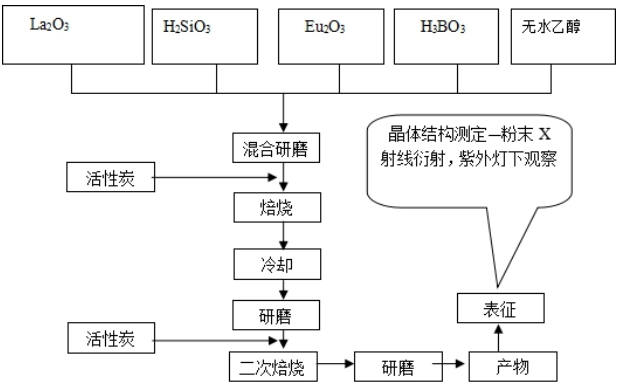 La₂O₃
H₂SiO₃
Eu₂O₃
H₃BO₃
无水乙醇
混合研磨
晶体结构测定—粉末 X
射线衍射，紫外灯下观察
活性炭
焙烧
冷却
研磨
表征
活性炭
二次焙烧
研磨
产物